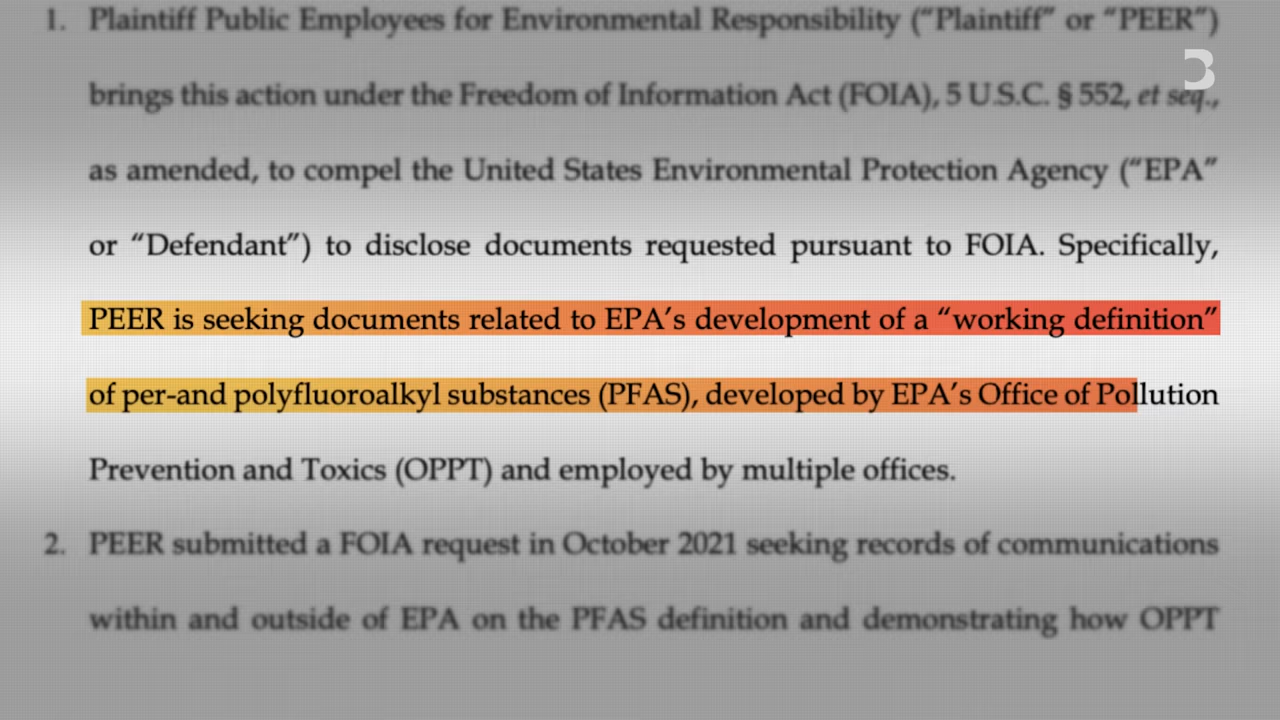 1. Plaintiff Public Employees for Environmental Responsibility (“Plaintiff” or “PEER”)
3
brings this action under the Freedom of Information Act (FOIA), 5 U.S.C. § 552, et seq.,
as amended, to compel the United States Environmental Protection Agency (“EPA”
or “Defendant”) to disclose documents requested pursuant to FOIA. Specifically,
PEER is seeking documents related to EPA’s development of a “working definition”
of per-and polyfluoroalkyl substances (PFAS), developed by EPA’s Office of Pollution
Prevention and Toxics (OPPT) and employed by multiple offices.
2. PEER submitted a FOIA request in October 2021 seeking records of communications
within and outside of EPA on the PFAS definition and demonstrating how OPPT